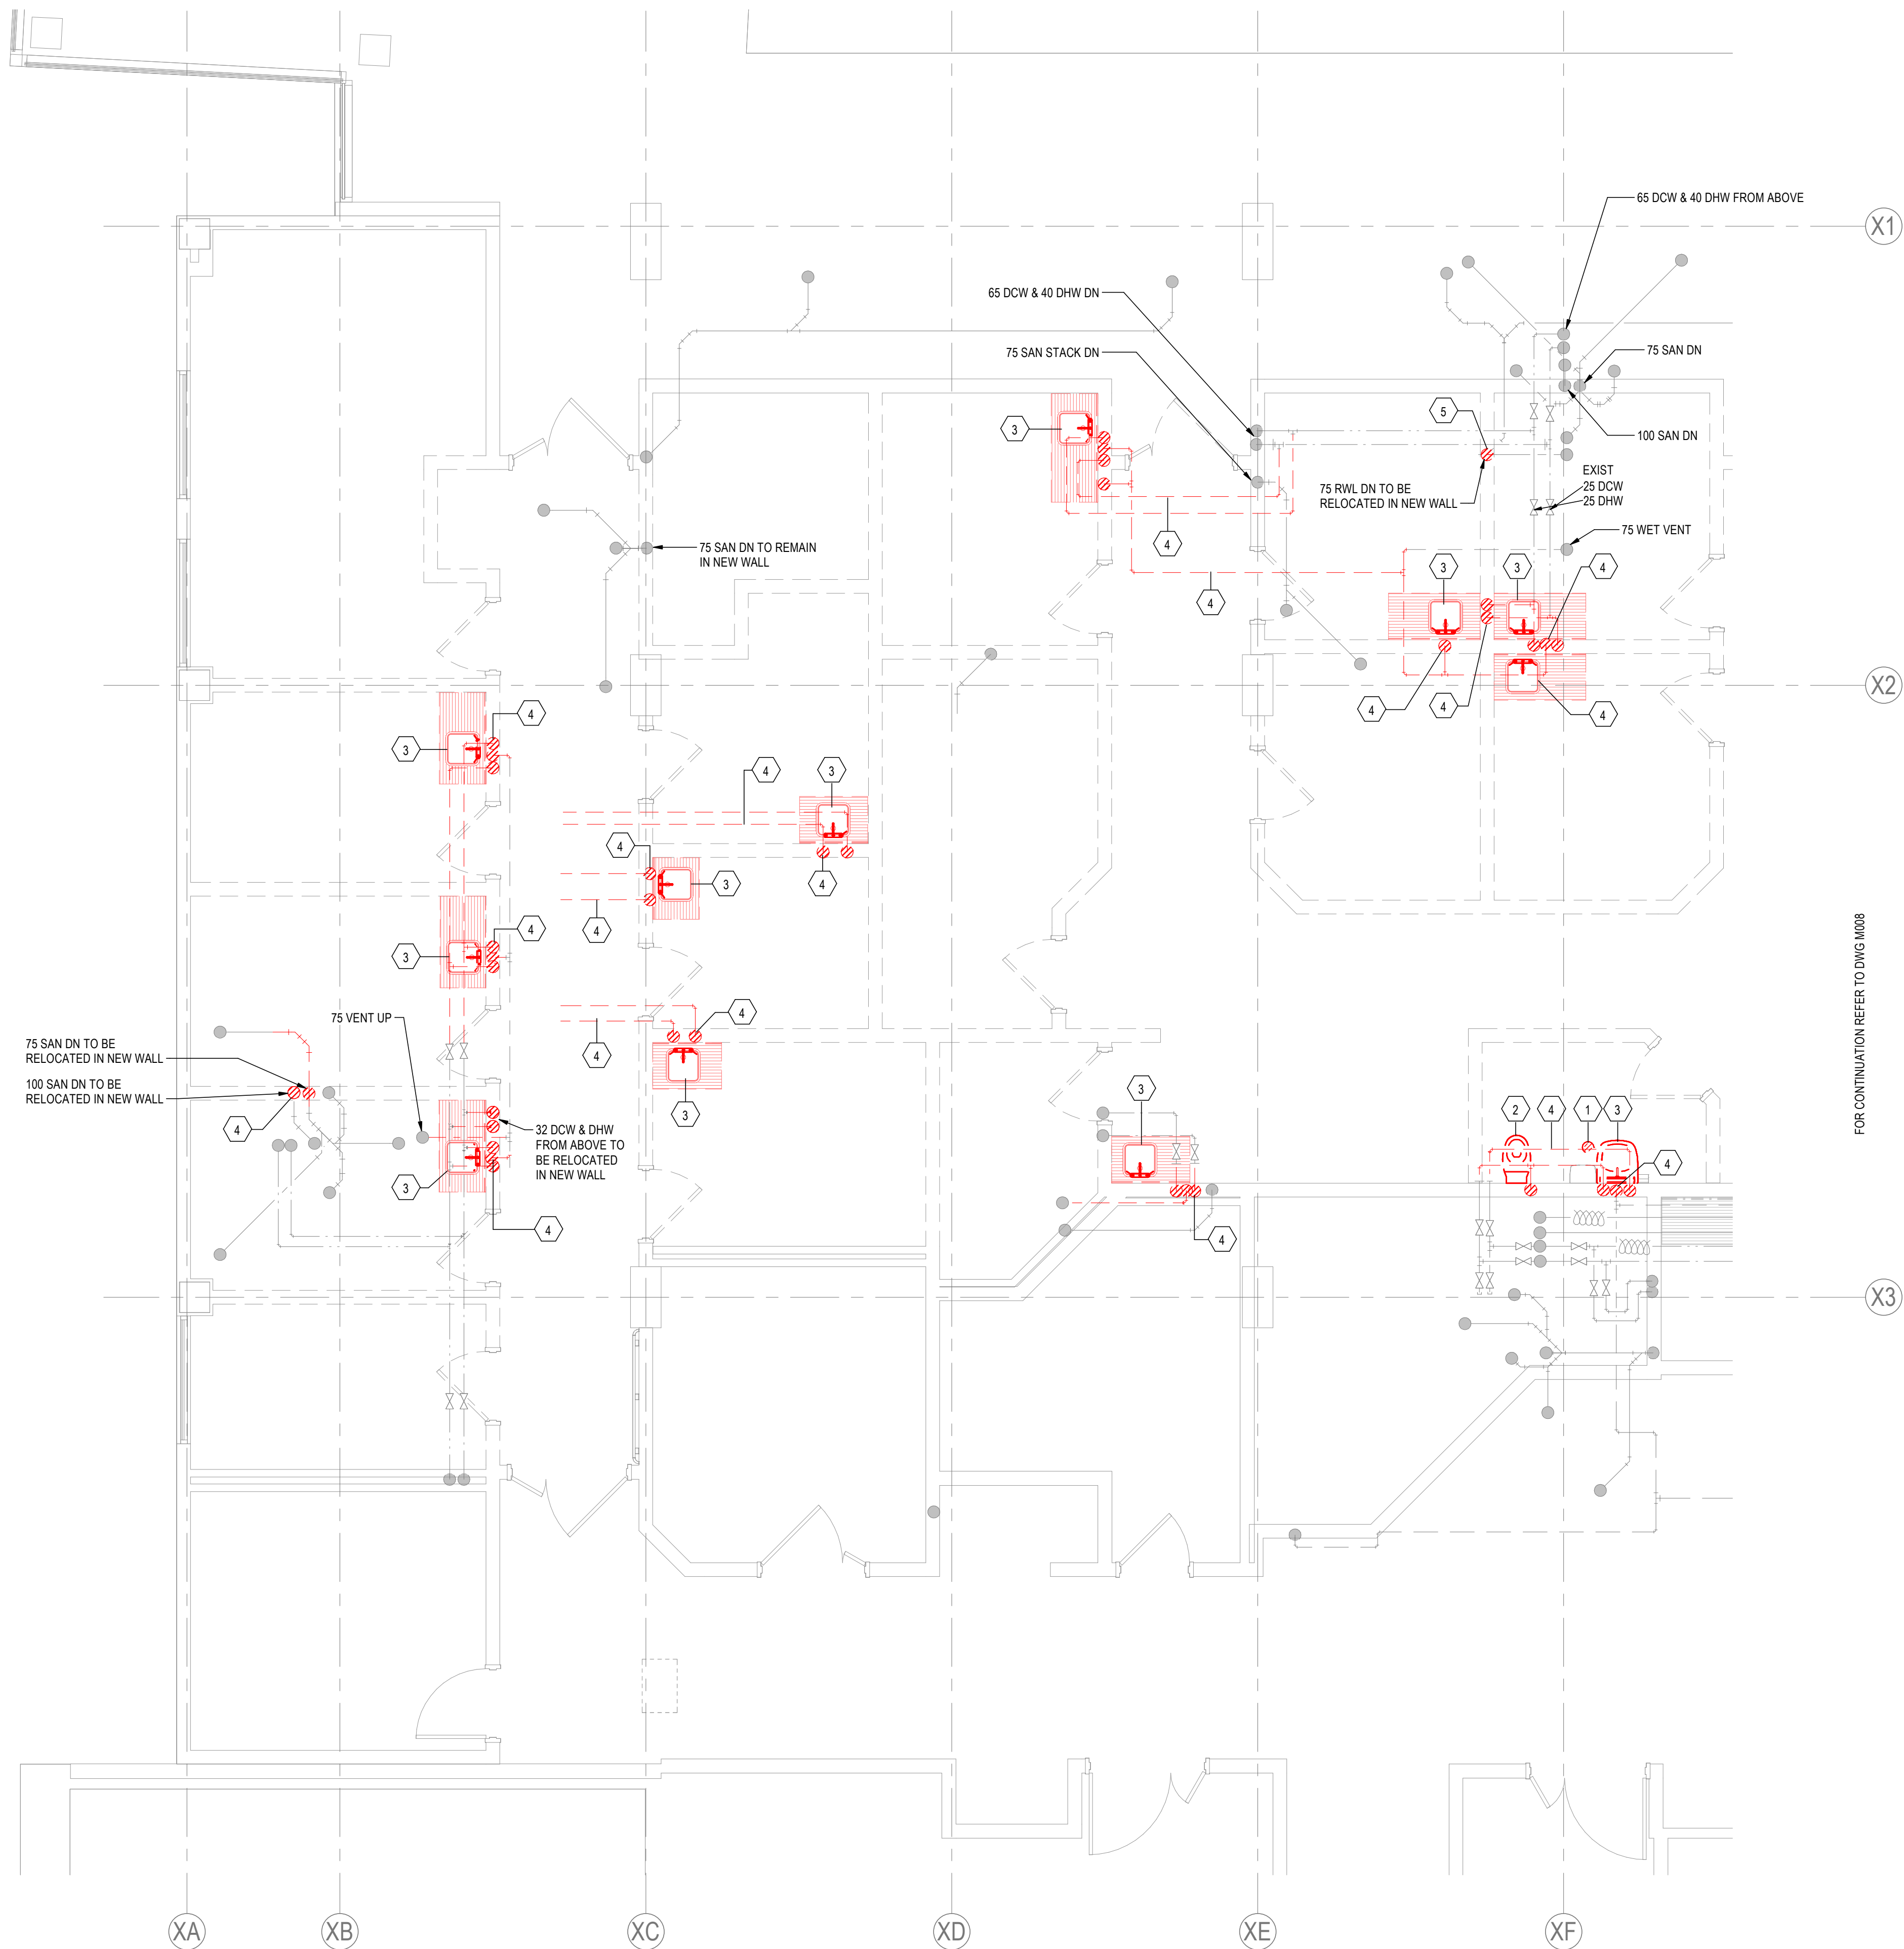 65 DCW & 40 DHW FROM ABOVE
X1
65 DCW & 40 DHW DN
75 SAN STACK DN
75 SAN DN
5
3
100 SAN DN
EXIST
25 DCW
25 DHW
75 RWL DN TO BE
RELOCATED IN NEW WALL
75 WET VENT
75 SAN DN TO REMAIN
IN NEW WALL
4
3
3
4
4
X2
4
4
4
4
3
4
3
4
3
4
4
3
4
4
3
FOR CONTINUATION REFER TO DWG M008
75 VENT UP
4
75 SAN DN TO BE
RELOCATED IN NEW WALL
4
100 SAN DN TO BE
RELOCATED IN NEW WALL
3
3
2
4
1
3
4
32 DCW & DHW
FROM ABOVE TO
BE RELOCATED
IN NEW WALL
4
3
4
4
X3
XA
XB
XC
XD
XE
XF